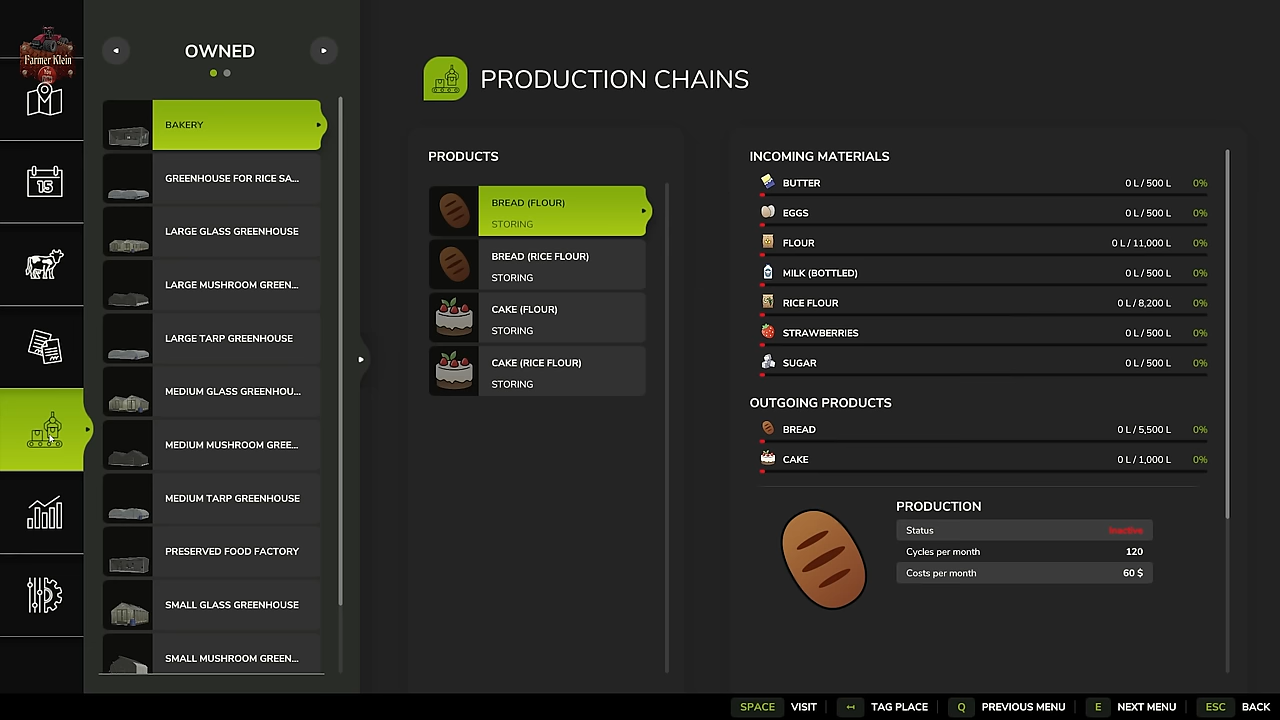 Farmer Klein
You
15
OWNED
BAKERY
GREENHOUSE FOR RICE SA...
LARGE GLASS GREENHOUSE
LARGE MUSHROOM GREEN...
LARGE TARP GREENHOUSE
MEDIUM GLASS GREENHOU...
MEDIUM MUSHROOM GREE...
MEDIUM TARP GREENHOUSE
PRESERVED FOOD FACTORY
SMALL GLASS GREENHOUSE
SMALL MUSHROOM GREEN...
PRODUCTION CHAINS
PRODUCTS
BREAD (FLOUR)
STORING
BREAD (RICE FLOUR)
STORING
CAKE (FLOUR)
STORING
CAKE (RICE FLOUR)
STORING
INCOMING MATERIALS
BUTTER 0 L / 500 L 0%
EGGS 0 L / 500 L 0%
FLOUR 0 L / 11,000 L 0%
MILK (BOTTLED) 0 L / 500 L 0%
RICE FLOUR 0 L / 8,200 L 0%
STRAWBERRIES 0 L / 500 L 0%
SUGAR 0 L / 500 L 0%
OUTGOING PRODUCTS
BREAD 0 L / 5,500 L 0%
CAKE 0 L / 1,000 L 0%
PRODUCTION
Status Inactive
Cycles per month 120
Costs per month 60 $
SPACE VISIT TAG PLACE Q PREVIOUS MENU E NEXT MENU ESC BACK